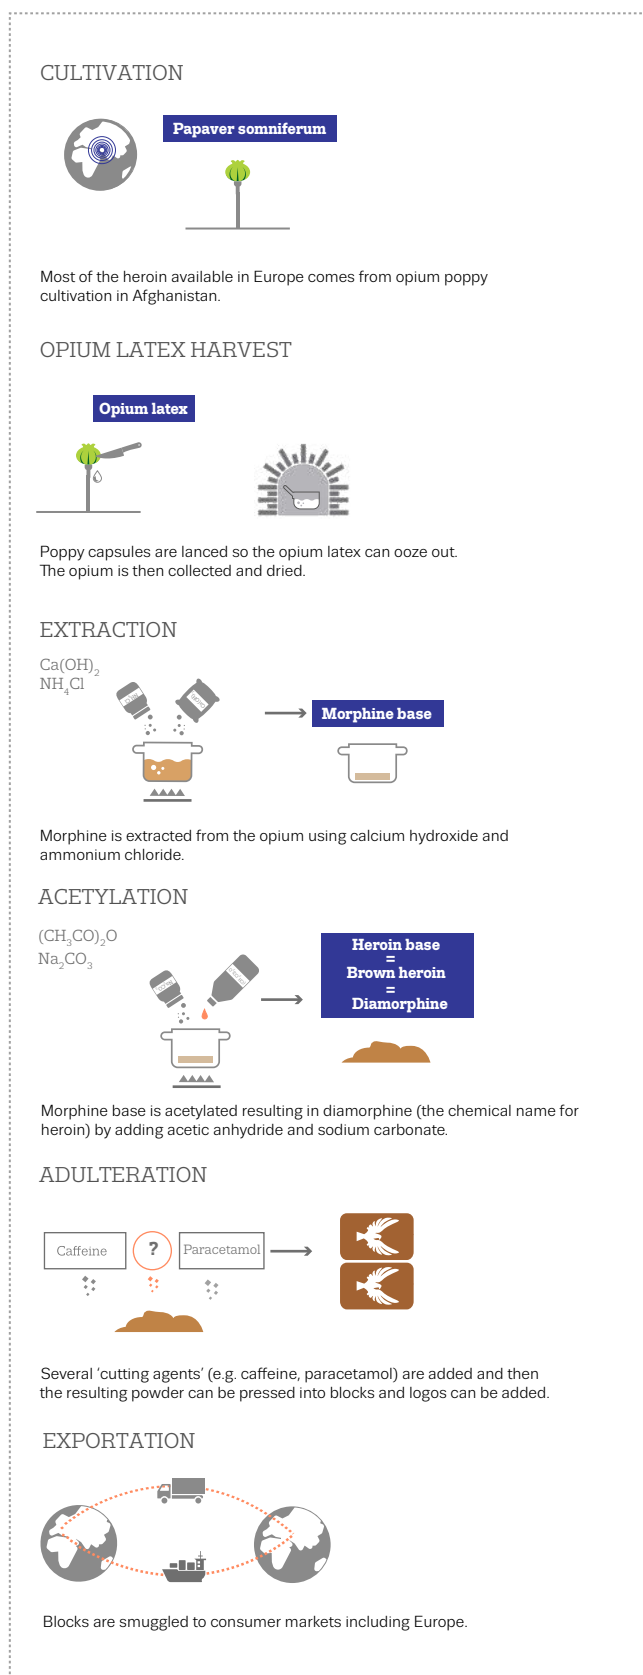 CULTIVATION
Papaver somniferum
Most of the heroin available in Europe comes from opium poppy
cultivation in Afghanistan.
OPIUM LATEX HARVEST
Opium latex
Poppy capsules are lanced so the opium latex can ooze out.
The opium is then collected and dried.
EXTRACTION
Ca(OH)₂
NH₄Cl
Morphine base
Morphine is extracted from the opium using calcium hydroxide and
ammonium chloride.
ACETYLATION
(CH₃CO)₂O
Na₂CO₃
Heroin base
=
Brown heroin
=
Diamorphine
Morphine base is acetylated resulting in diamorphine (the chemical name for
heroin) by adding acetic anhydride and sodium carbonate.
ADULTERATION
Caffeine
?
Paracetamol
Several ‘cutting agents’ (e.g. caffeine, paracetamol) are added and then
the resulting powder can be pressed into blocks and logos can be added.
EXPORTATION
Blocks are smuggled to consumer markets including Europe.